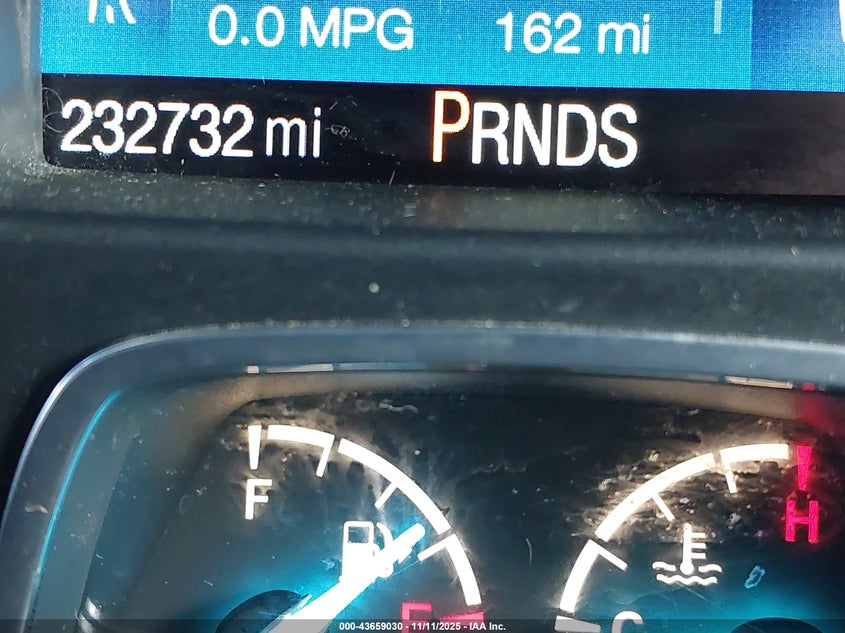 0.0 MPG 162 mi
232732 mi PRNDS
F
H
E C
000-43659030 - 11/11/2025 - IAA Inc.